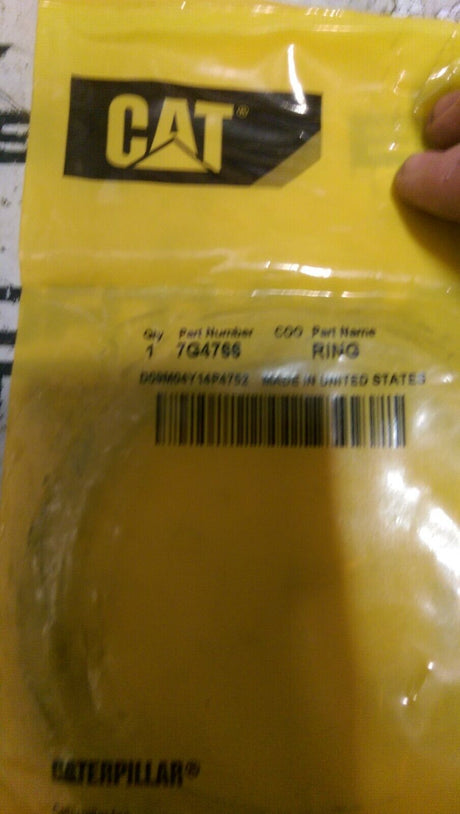 CAT®
Qty Part Number COO Part Name
1 7G4766 RING
MADE IN UNITED STATES
CATERPILLAR®